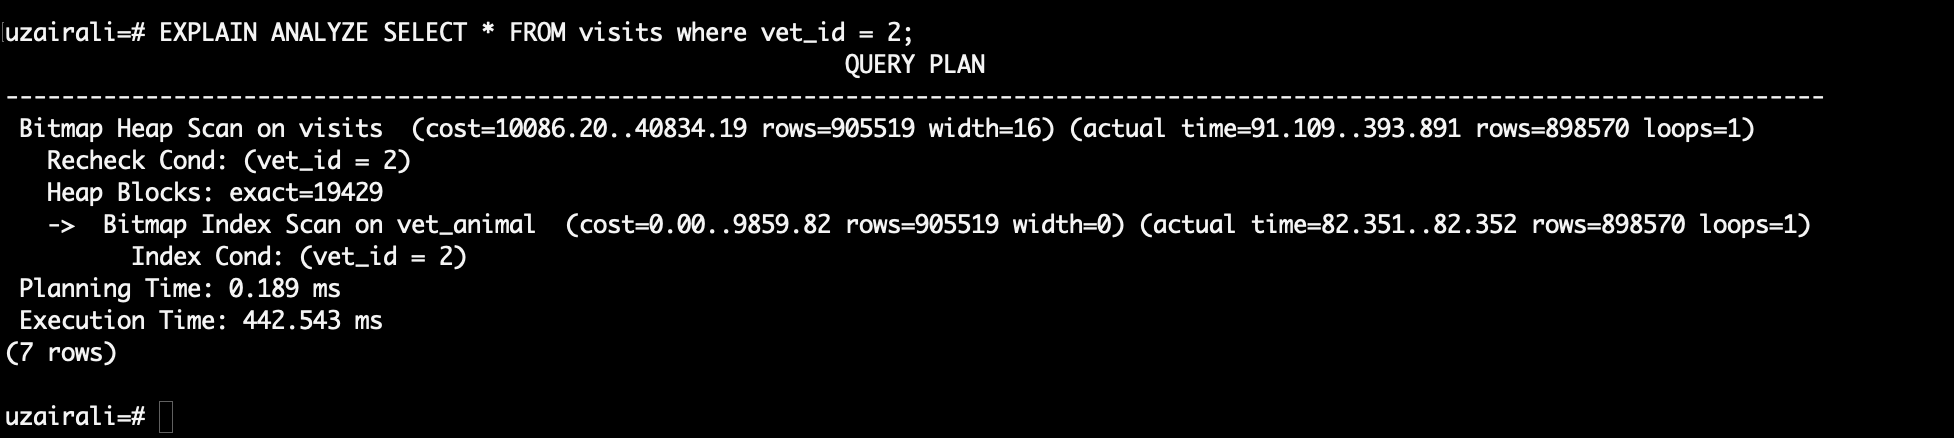 uzairali=# EXPLAIN ANALYZE SELECT * FROM visits where vet_id = 2;
QUERY PLAN
----------------------------------------------------------------------------------------------------------------------------------
Bitmap Heap Scan on visits  (cost=10086.20..40834.19 rows=905519 width=16) (actual time=91.109..393.891 rows=898570 loops=1)
Recheck Cond: (vet_id = 2)
Heap Blocks: exact=19429
->  Bitmap Index Scan on vet_animal  (cost=0.00..9859.82 rows=905519 width=0) (actual time=82.351..82.352 rows=898570 loops=1)
Index Cond: (vet_id = 2)
Planning Time: 0.189 ms
Execution Time: 442.543 ms
(7 rows)
uzairali=#